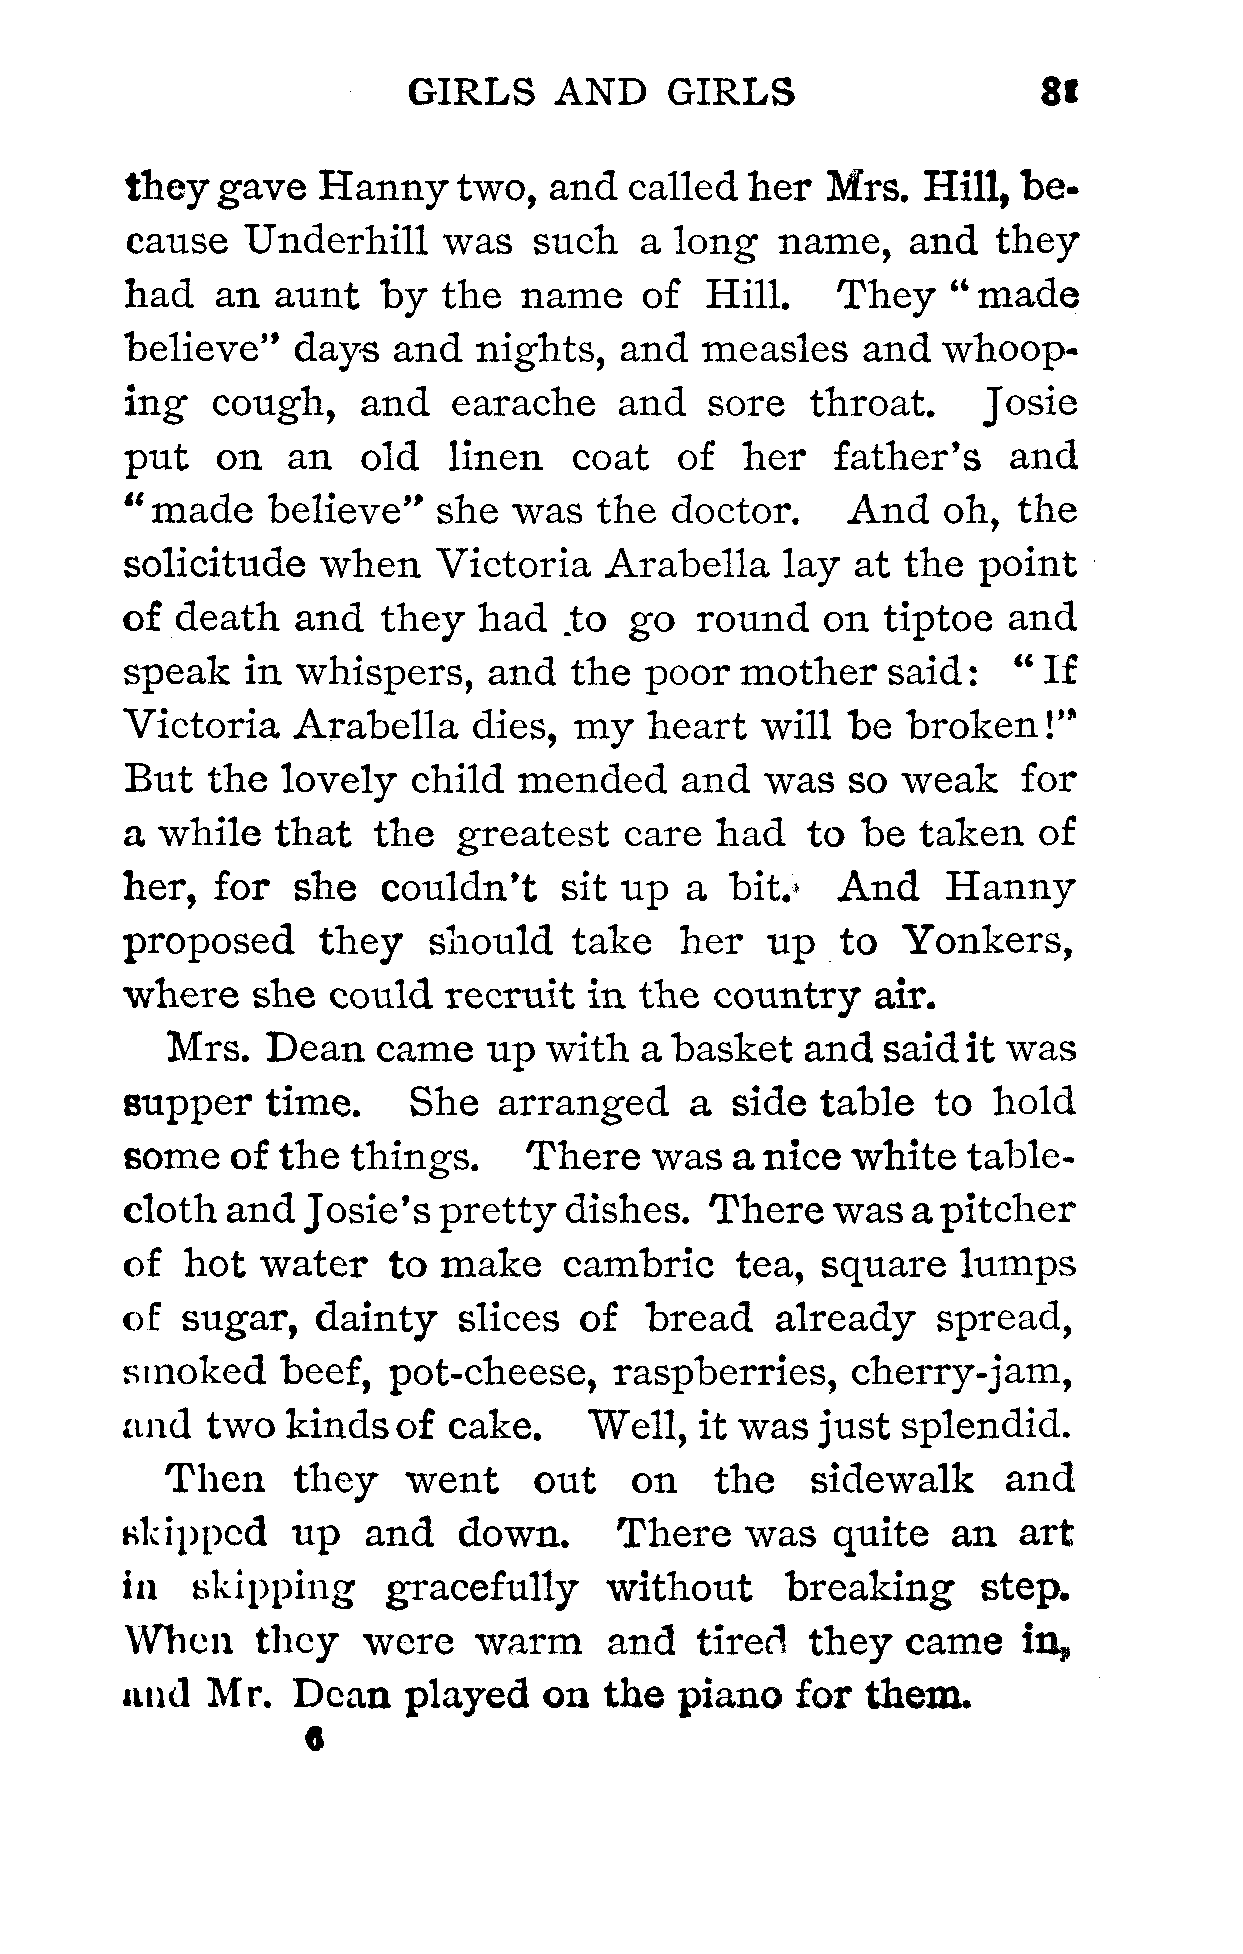 GIRLS AND GIRLS 81
they gave Hanny two, and called her Mrs. Hill, be-
cause Underhill was such a long name, and they
had an aunt by the name of Hill. They " made
believe" days and nights, and measles and whoop-
ing cough, and earache and sore throat. Josie
put on an old linen coat of her father's and
" made believe" she was the doctor. And oh, the
solicitude when Victoria Arabella lay at the point
of death and they had to go round on tiptoe and
speak in whispers, and the poor mother said: " If
Victoria Arabella dies, my heart will be broken!"
But the lovely child mended and was so weak for
a while that the greatest care had to be taken of
her, for she couldn't sit up a bit. And Hanny
proposed they should take her up to Yonkers,
where she could recruit in the country air.
Mrs. Dean came up with a basket and said it was
supper time. She arranged a side table to hold
some of the things. There was a nice white table-
cloth and Josie's pretty dishes. There was a pitcher
of hot water to make cambric tea, square lumps
of sugar, dainty slices of bread already spread,
smoked beef, pot-cheese, raspberries, cherry-jam,
and two kinds of cake. Well, it was just splendid.
Then they went out on the sidewalk and
skipped up and down. There was quite an art
in skipping gracefully without breaking step.
When they were warm and tired they came in,
and Mr. Dean played on the piano for them.
6